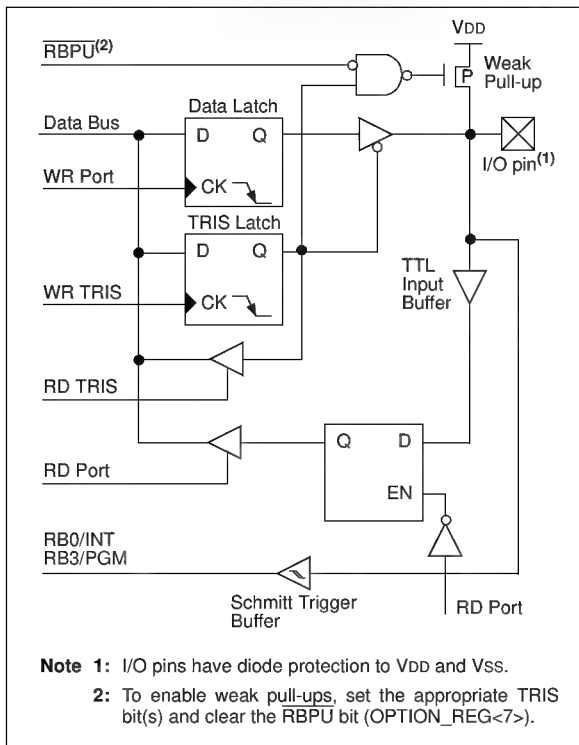 RBPU(2)
VDD
Weak
Pull-up
P
Data Latch
Data Bus
D Q
I/O pin(1)
WR Port
CK
TRIS Latch
D Q
TTL
Input
Buffer
WR TRIS
CK
RD TRIS
Q D
RD Port
EN
RB0/INT
RB3/PGM
Schmitt Trigger
Buffer
RD Port
Note 1: I/O pins have diode protection to VDD and VSS.
2: To enable weak pull-ups, set the appropriate TRIS
bit(s) and clear the RBPU bit (OPTION_REG<7>).